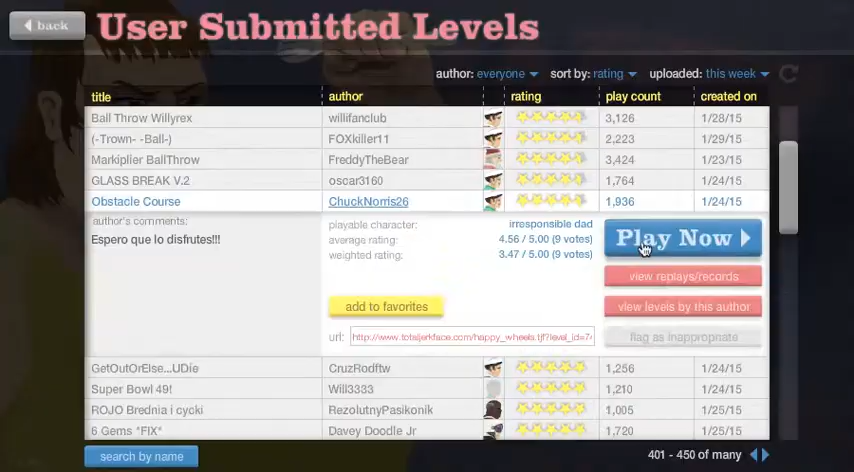 back
User Submitted Levels
author: everyone sort by: rating uploaded: this week
title author rating play count created on
Ball Throw Willyrex willifanclub 3,126 1/28/15
(-Trown- -Ball-) FOXkiller11 2,223 1/29/15
Markiplier BallThrow FreddyTheBear 3,424 1/23/15
GLASS BREAK V.2 oscar3160 1,764 1/24/15
Obstacle Course ChuckNorris26 1,936 1/24/15
author's comments:
Espero que lo disfrutes!!!
playable character: irresponsible dad
average rating: 4.56 / 5.00 (9 votes)
weighted rating: 3.47 / 5.00 (9 votes)
Play Now
view replays/records
add to favorites
view levels by this author
url: http://www.totaljerkface.com/happy_wheels.tjf?level_id=7
flag as inappropriate
GetOutOrElse...UDie CruzRodftw 1,256 1/24/15
Super Bowl 49! Will3333 1,210 1/24/15
ROJO Brednia i cycki RezolutnyPasikonik 1,005 1/25/15
6 Gems *FIX* Davey Doodle Jr 1,720 1/25/15
search by name
401 - 450 of many